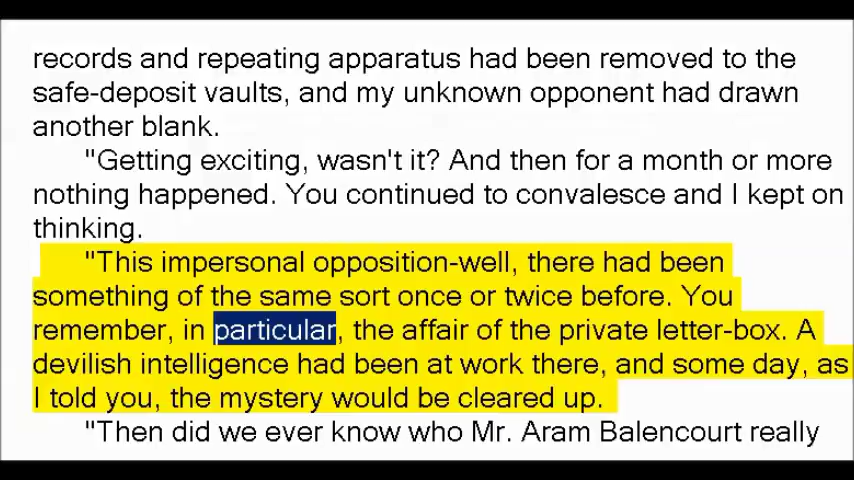 records and repeating apparatus had been removed to the
safe-deposit vaults, and my unknown opponent had drawn
another blank.
"Getting exciting, wasn't it? And then for a month or more
nothing happened. You continued to convalesce and I kept on
thinking.
"This impersonal opposition-well, there had been
something of the same sort once or twice before. You
remember, in particular, the affair of the private letter-box. A
devilish intelligence had been at work there, and some day, as
I told you, the mystery would be cleared up.
"Then did we ever know who Mr. Aram Balencourt really